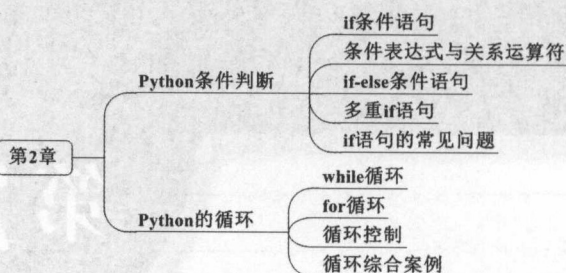 if条件语句
条件表达式与关系运算符
Python条件判断
if-else条件语句
多重if语句
if语句的常见问题
第2章
while循环
for循环
Python的循环
循环控制
循环综合案例